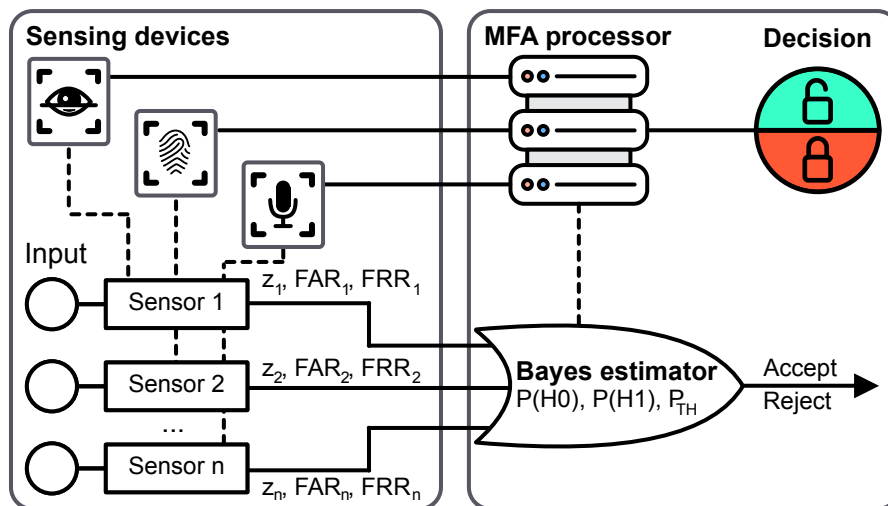 Sensing devices
MFA processor
Decision
Input
Sensor 1
z1, FAR1, FRR1
Sensor 2
z2, FAR2, FRR2
...
Sensor n
zn, FARn, FRRn
Bayes estimator
P(H0), P(H1), PTH
Accept
Reject